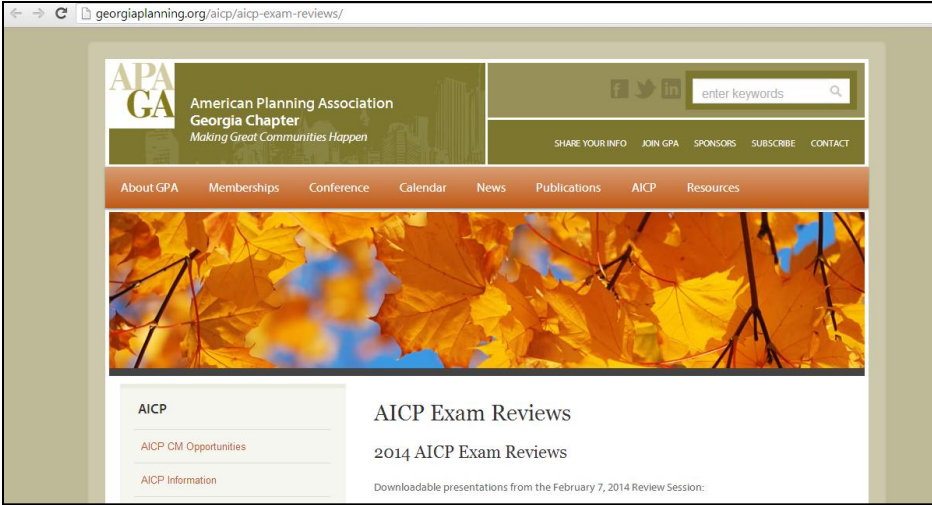 georgiaplanning.org/aicp/aicp-exam-reviews/
APA
GA
American Planning Association
Georgia Chapter
Making Great Communities Happen
f in
enter keywords
SHARE YOUR INFO JOIN GPA SPONSORS SUBSCRIBE CONTACT
About GPA Memberships Conference Calendar News Publications AICP Resources
AICP
AICP CM Opportunities
AICP Information
AICP Exam Reviews
2014 AICP Exam Reviews
Downloadable presentations from the February 7, 2014 Review Session: